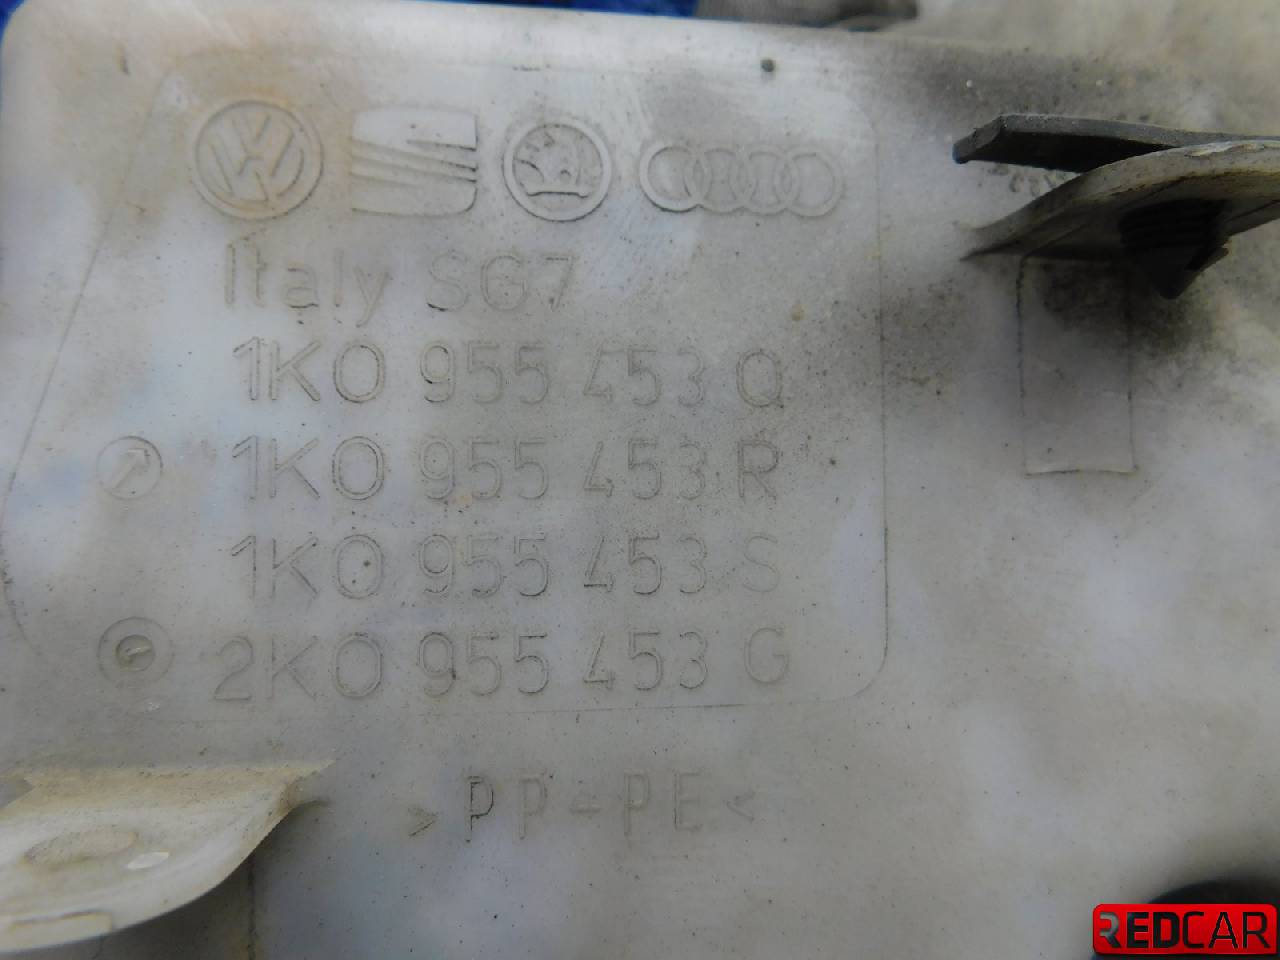 Italy SG7
1K0 955 453 Q
1K0 955 453 R
1K0 955 453 S
2K0 955 453 G
>PP-PE<
REDCAR